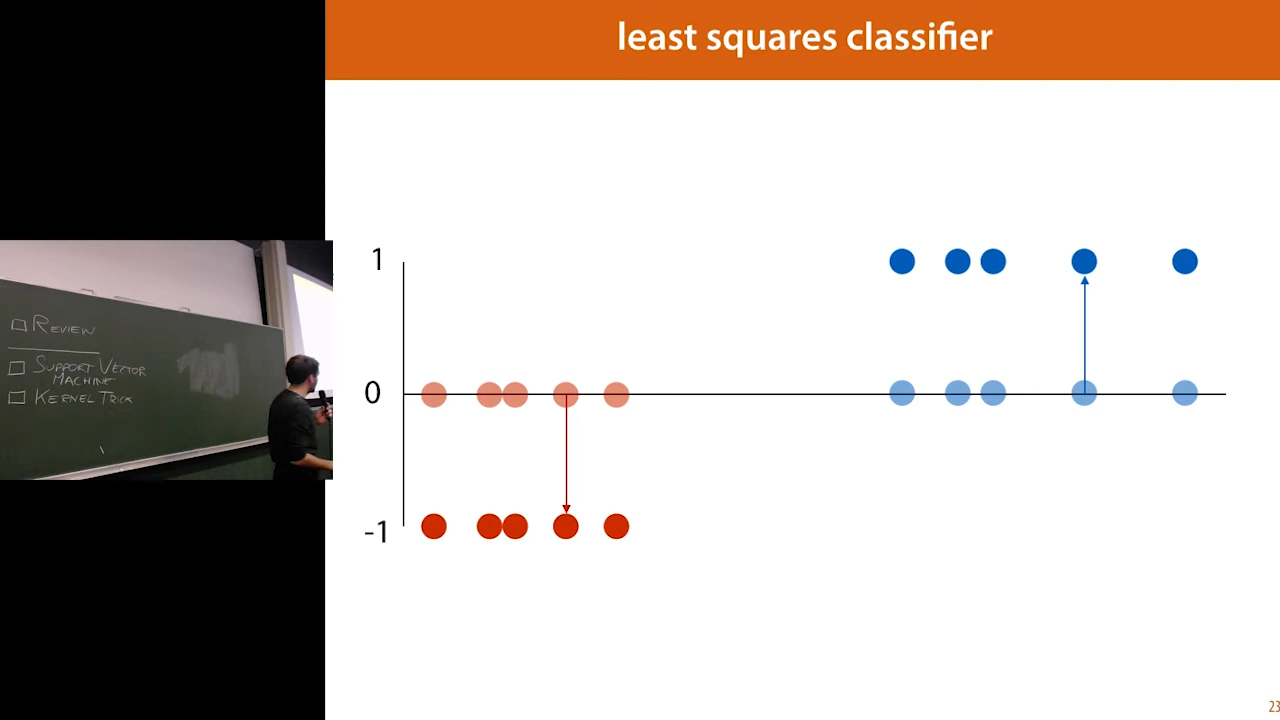 least squares classifier
1
0
-1
REVIEW
SUPPORT VECTOR
MACHINE
KERNEL TRICK
23